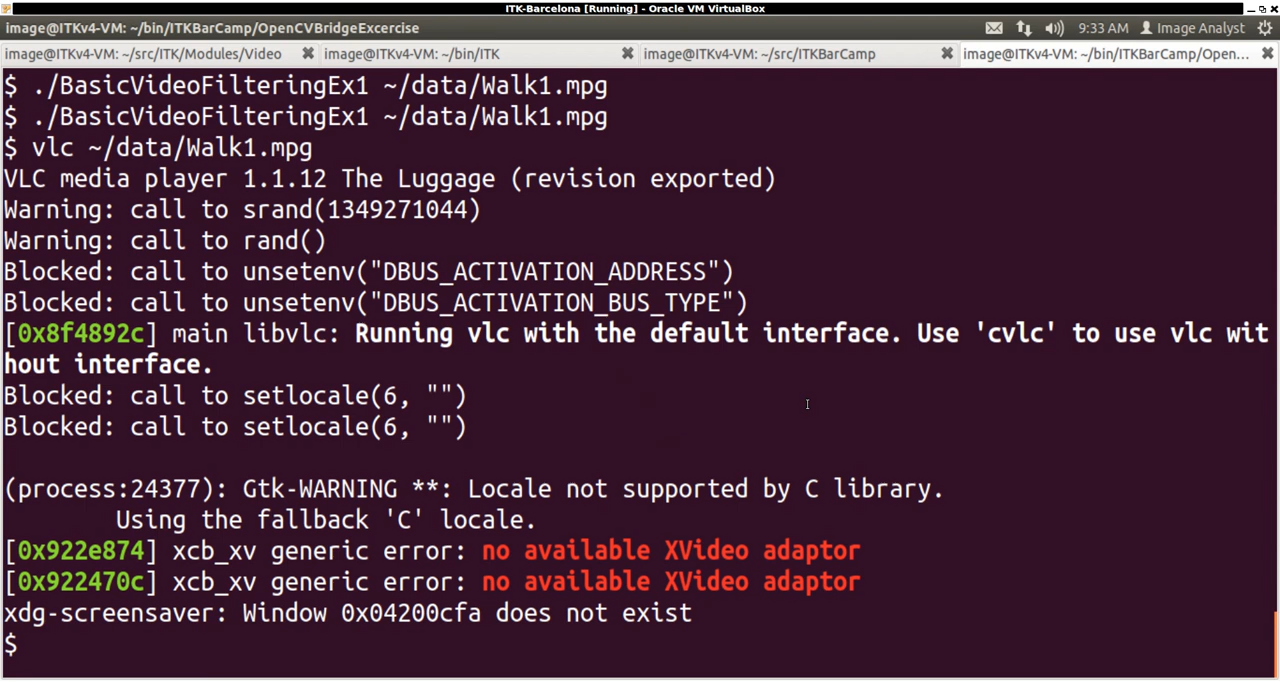 ITK-Barcelona [Running] - Oracle VM VirtualBox
image@ITKv4-VM: ~/bin/ITKBarCamp/OpenCVBridgeExcercise 9:33 AM Image Analyst
image@ITKv4-VM: ~/src/ITK/Modules/Video image@ITKv4-VM: ~/bin/ITK image@ITKv4-VM: ~/src/ITKBarCamp image@ITKv4-VM: ~/bin/ITKBarCamp/Open...
$ ./BasicVideoFilteringEx1 ~/data/Walk1.mpg
$ ./BasicVideoFilteringEx1 ~/data/Walk1.mpg
$ vlc ~/data/Walk1.mpg
VLC media player 1.1.12 The Luggage (revision exported)
Warning: call to srand(1349271044)
Warning: call to rand()
Blocked: call to unsetenv("DBUS_ACTIVATION_ADDRESS")
Blocked: call to unsetenv("DBUS_ACTIVATION_BUS_TYPE")
[0x8f4892c] main libvlc: Running vlc with the default interface. Use 'cvlc' to use vlc wit
hout interface.
Blocked: call to setlocale(6, "")
Blocked: call to setlocale(6, "")
(process:24377): Gtk-WARNING **: Locale not supported by C library.
Using the fallback 'C' locale.
[0x922e874] xcb_xv generic error: no available XVideo adaptor
[0x922470c] xcb_xv generic error: no available XVideo adaptor
xdg-screensaver: Window 0x04200cfa does not exist
$